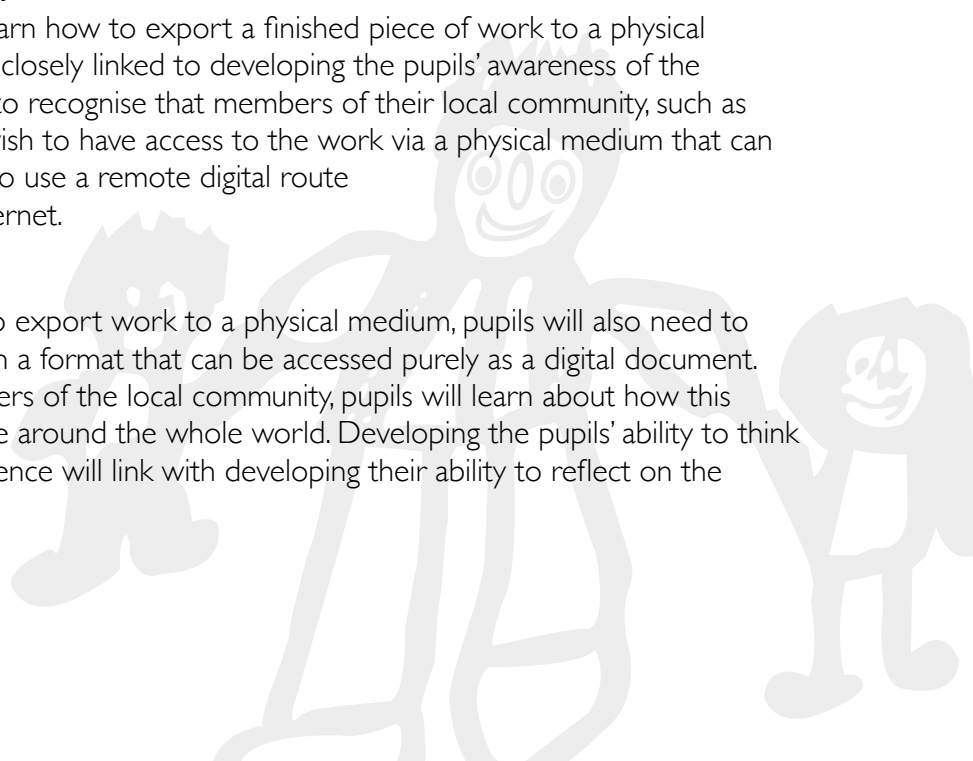 arn how to export a finished piece of work to a physical
closely linked to developing the pupils’ awareness of the
to recognise that members of their local community, such as
ish to have access to the work via a physical medium that can
o use a remote digital route
ernet.
o export work to a physical medium, pupils will also need to
n a format that can be accessed purely as a digital document.
ers of the local community, pupils will learn about how this
e around the whole world. Developing the pupils’ ability to think
ence will link with developing their ability to reflect on the